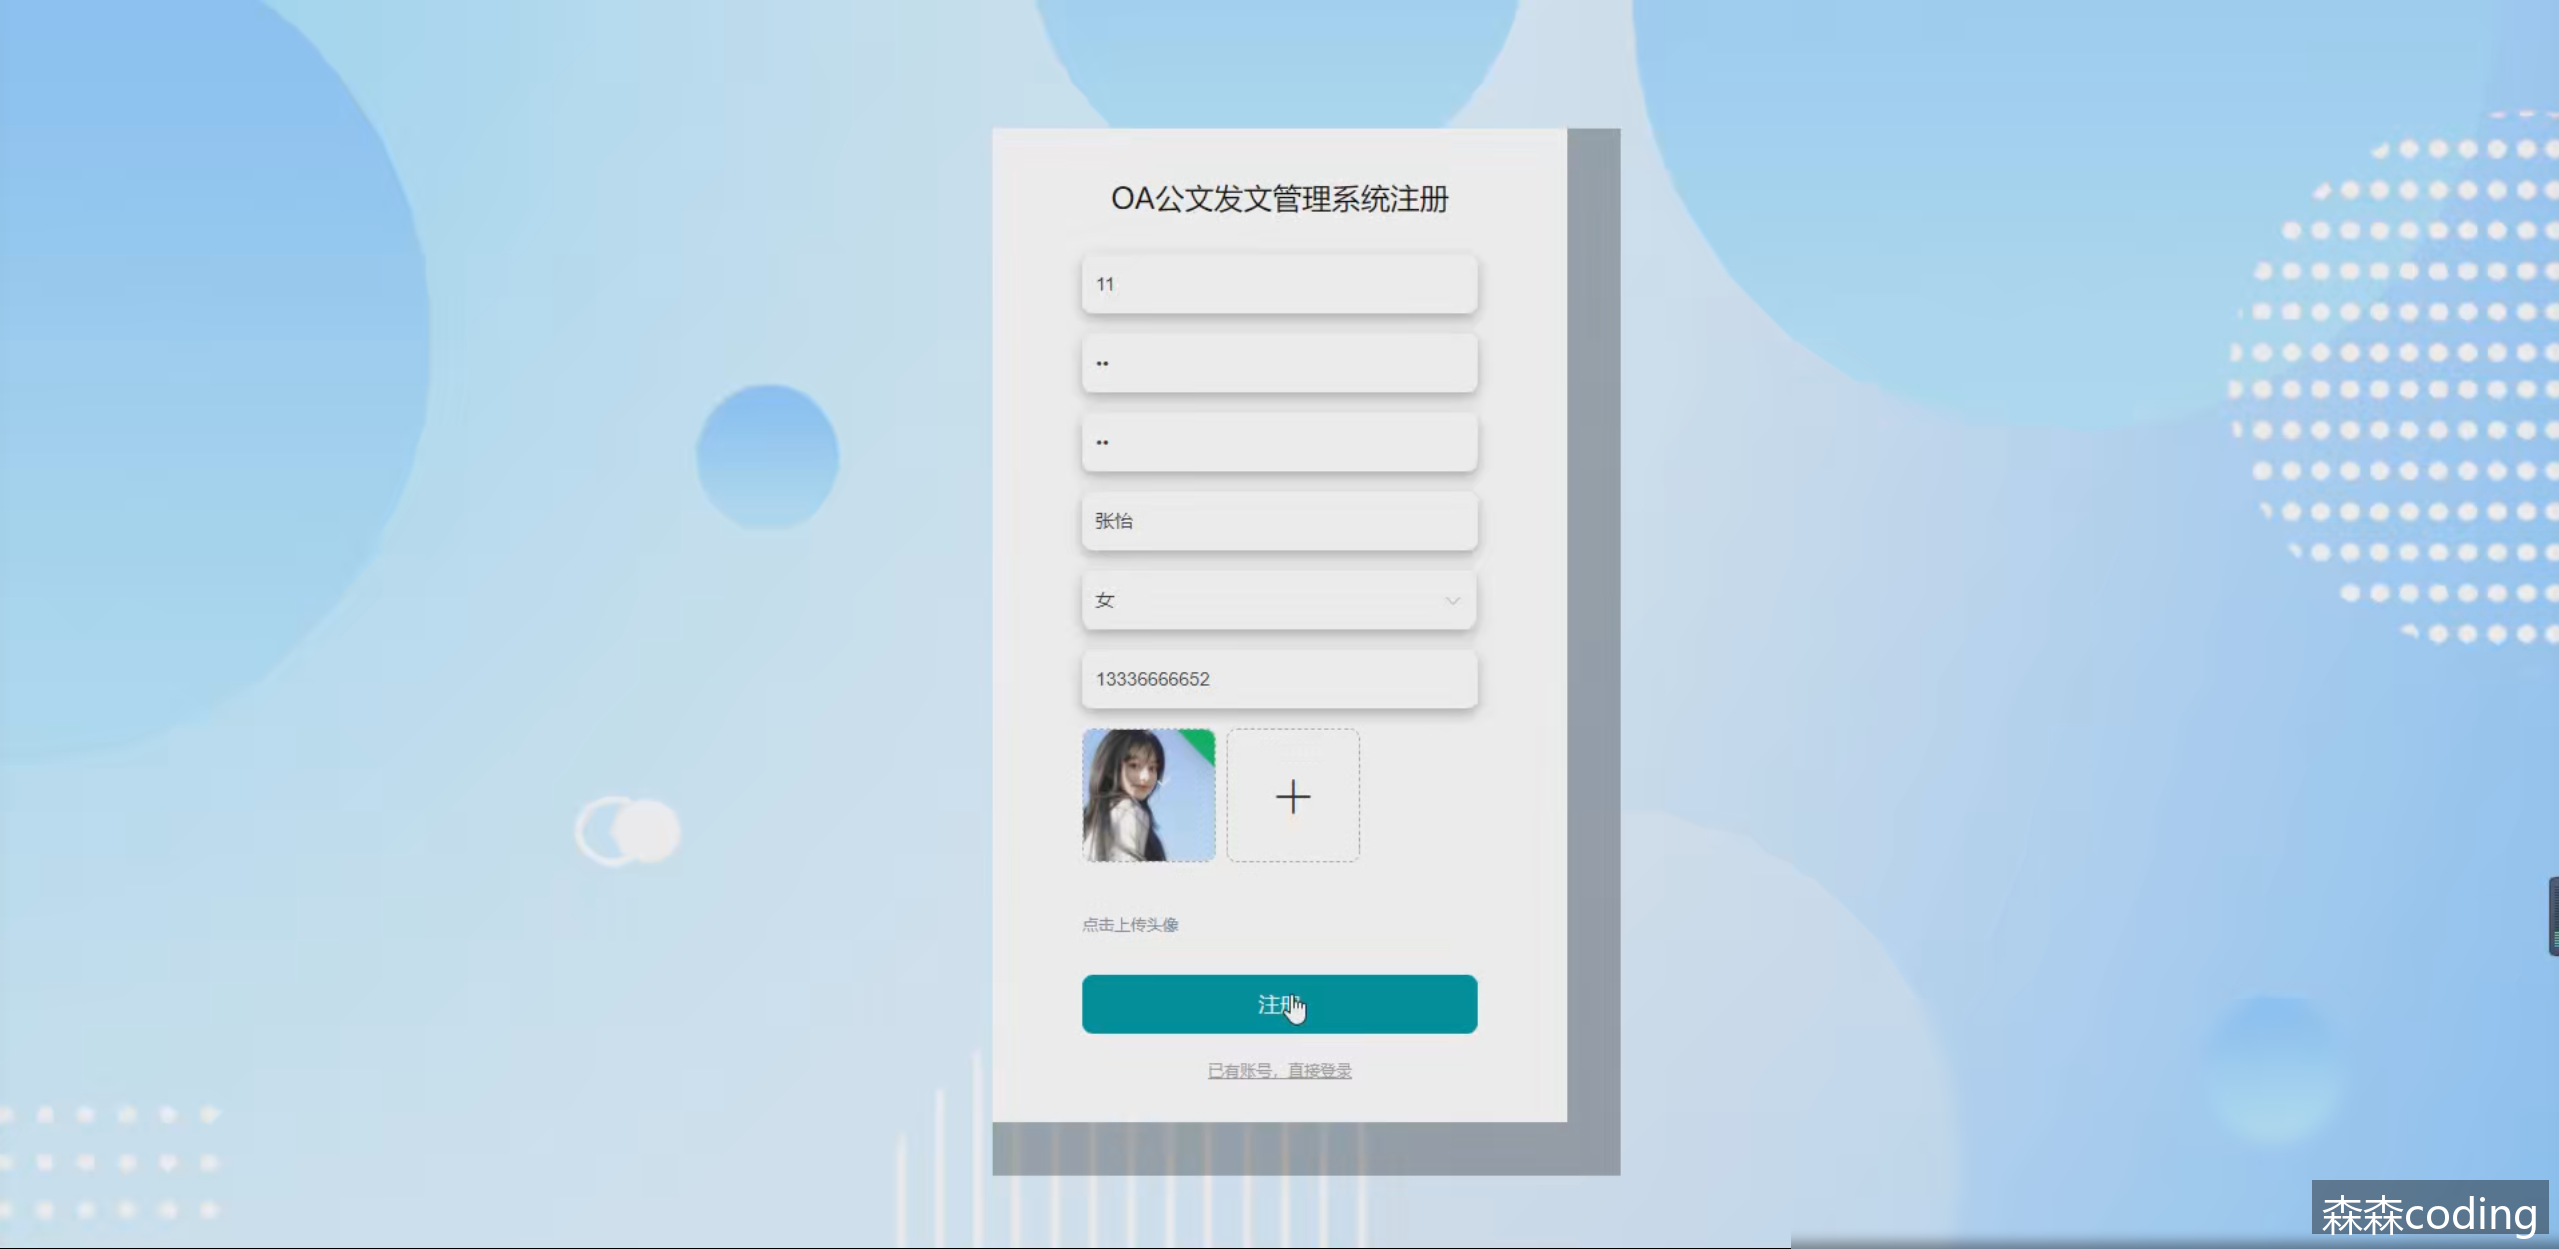 OA公文发文管理系统注册
11
••
••
张怡
女
13336666652
点击上传头像
注册
已有账号，直接登录
森森coding